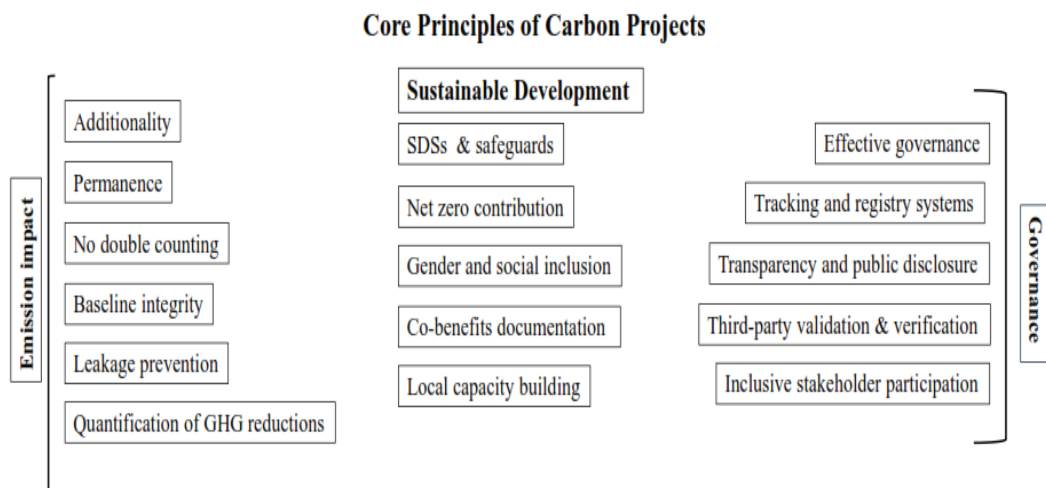 Core Principles of Carbon Projects
Emission impact
Additionality
Permanence
No double counting
Baseline integrity
Leakage prevention
Quantification of GHG reductions
Sustainable Development
SDSs & safeguards
Net zero contribution
Gender and social inclusion
Co-benefits documentation
Local capacity building
Effective governance
Tracking and registry systems
Transparency and public disclosure
Third-party validation & verification
Inclusive stakeholder participation
Governance